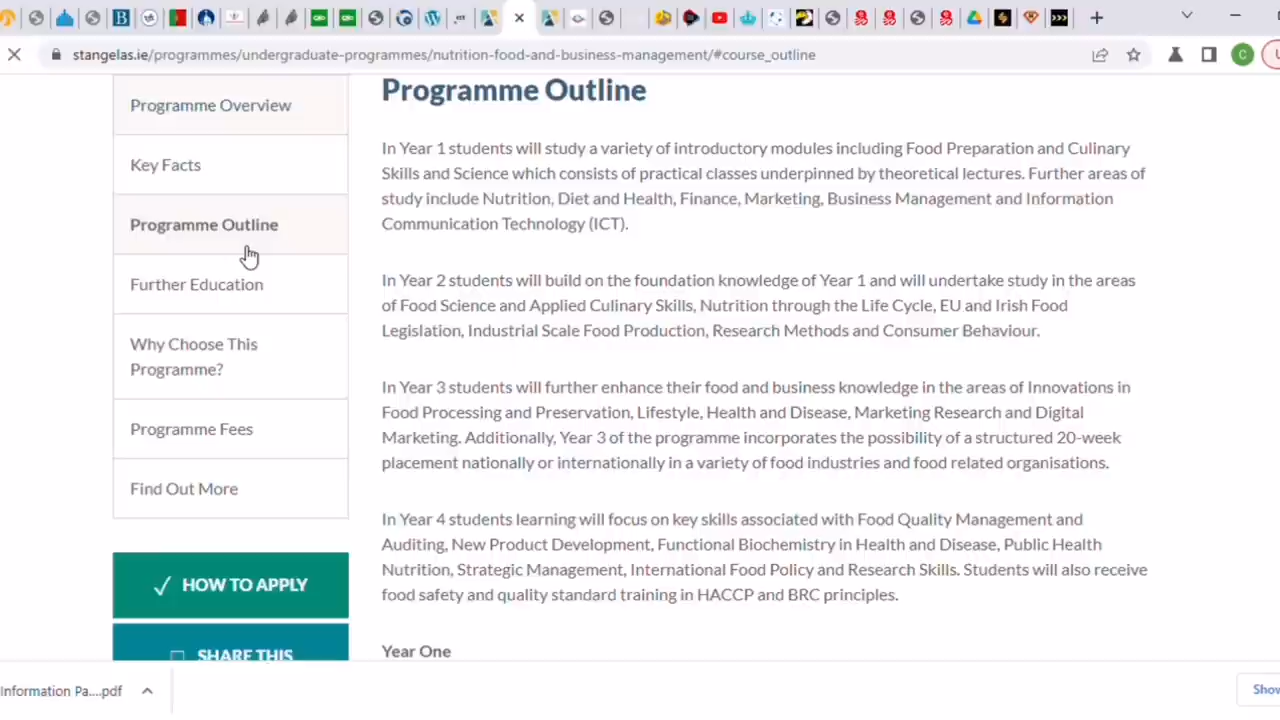 stangelas.ie/programmes/undergraduate-programmes/nutrition-food-and-business-management/#course_outline
Programme Overview
Key Facts
Programme Outline
Further Education
Why Choose This
Programme?
Programme Fees
Find Out More
✓ HOW TO APPLY
SHARE THIS
Programme Outline
In Year 1 students will study a variety of introductory modules including Food Preparation and Culinary
Skills and Science which consists of practical classes underpinned by theoretical lectures. Further areas of
study include Nutrition, Diet and Health, Finance, Marketing, Business Management and Information
Communication Technology (ICT).
In Year 2 students will build on the foundation knowledge of Year 1 and will undertake study in the areas
of Food Science and Applied Culinary Skills, Nutrition through the Life Cycle, EU and Irish Food
Legislation, Industrial Scale Food Production, Research Methods and Consumer Behaviour.
In Year 3 students will further enhance their food and business knowledge in the areas of Innovations in
Food Processing and Preservation, Lifestyle, Health and Disease, Marketing Research and Digital
Marketing. Additionally, Year 3 of the programme incorporates the possibility of a structured 20-week
placement nationally or internationally in a variety of food industries and food related organisations.
In Year 4 students learning will focus on key skills associated with Food Quality Management and
Auditing, New Product Development, Functional Biochemistry in Health and Disease, Public Health
Nutrition, Strategic Management, International Food Policy and Research Skills. Students will also receive
food safety and quality standard training in HACCP and BRC principles.
Year One
Information Pa....pdf
Show